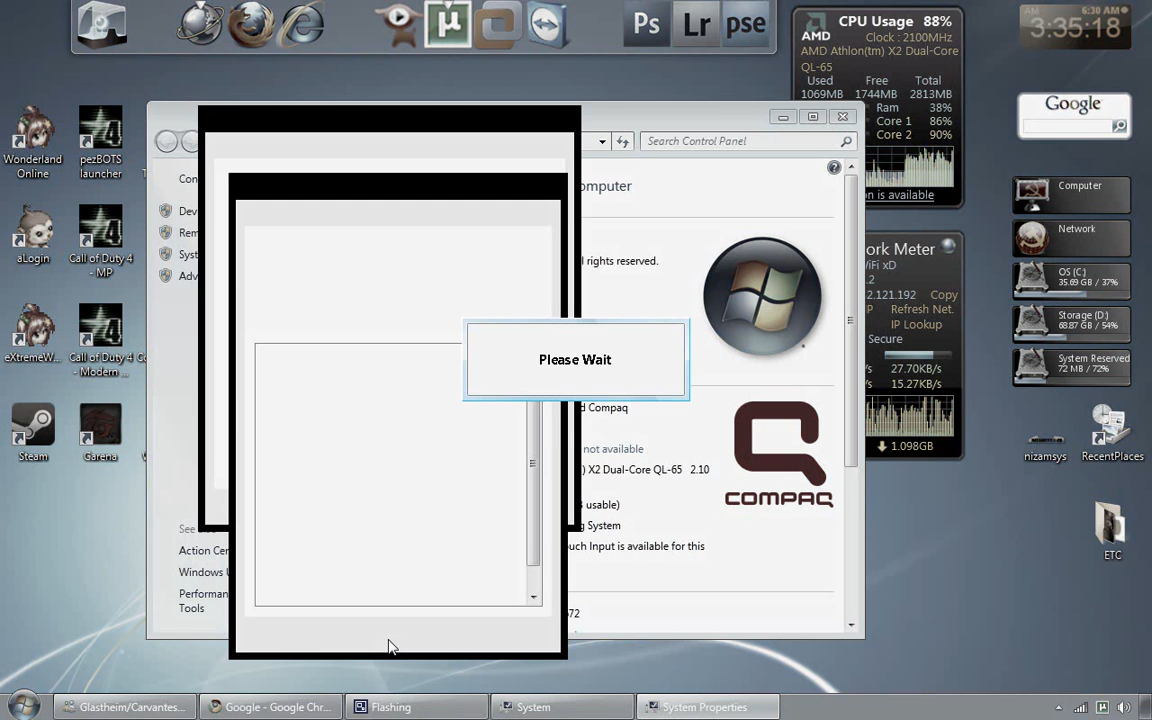 Ps
Lr
pse
CPU Usage 88%
AMD
Clock : 2100MHz
AMD Athlon(tm) X2 Dual-Core
QL-65
Used Free Total
1069MB 1744MB 2813MB
Ram 38%
Core 1 86%
Core 2 90%
n is available
AM 6:30 AM
3:35:18
Google
Wonderland
Online
pezBOTS
launcher
Search Control Panel
Con
omputer
Dev
Rem
Syst
Adv
l rights reserved.
aLogin
Call of Duty 4
- MP
eXtremeW...
Call of Duty 4
- Modern ...
Steam
Garena
Computer
Network
OS (C:)
35.69 GB / 37%
Storage (D:)
68.87 GB / 54%
System Reserved
72 MB / 72%
ork Meter
WiFi xD
.2
2.121.192 Copy
P Refresh Net.
IP Lookup
Secure
B/s 27.70KB/s
B/s 15.27KB/s
1.098GB
Please Wait
d Compaq
not available
) X2 Dual-Core QL-65 2.10
B usable)
g System
ouch Input is available for this
572
COMPAQ
See
Action Cen
Windows U
Performan
Tools
nizamsys
RecentPlaces
ETC
Glastheim/Carvantes...
Google - Google Chr...
Flashing
System
System Properties